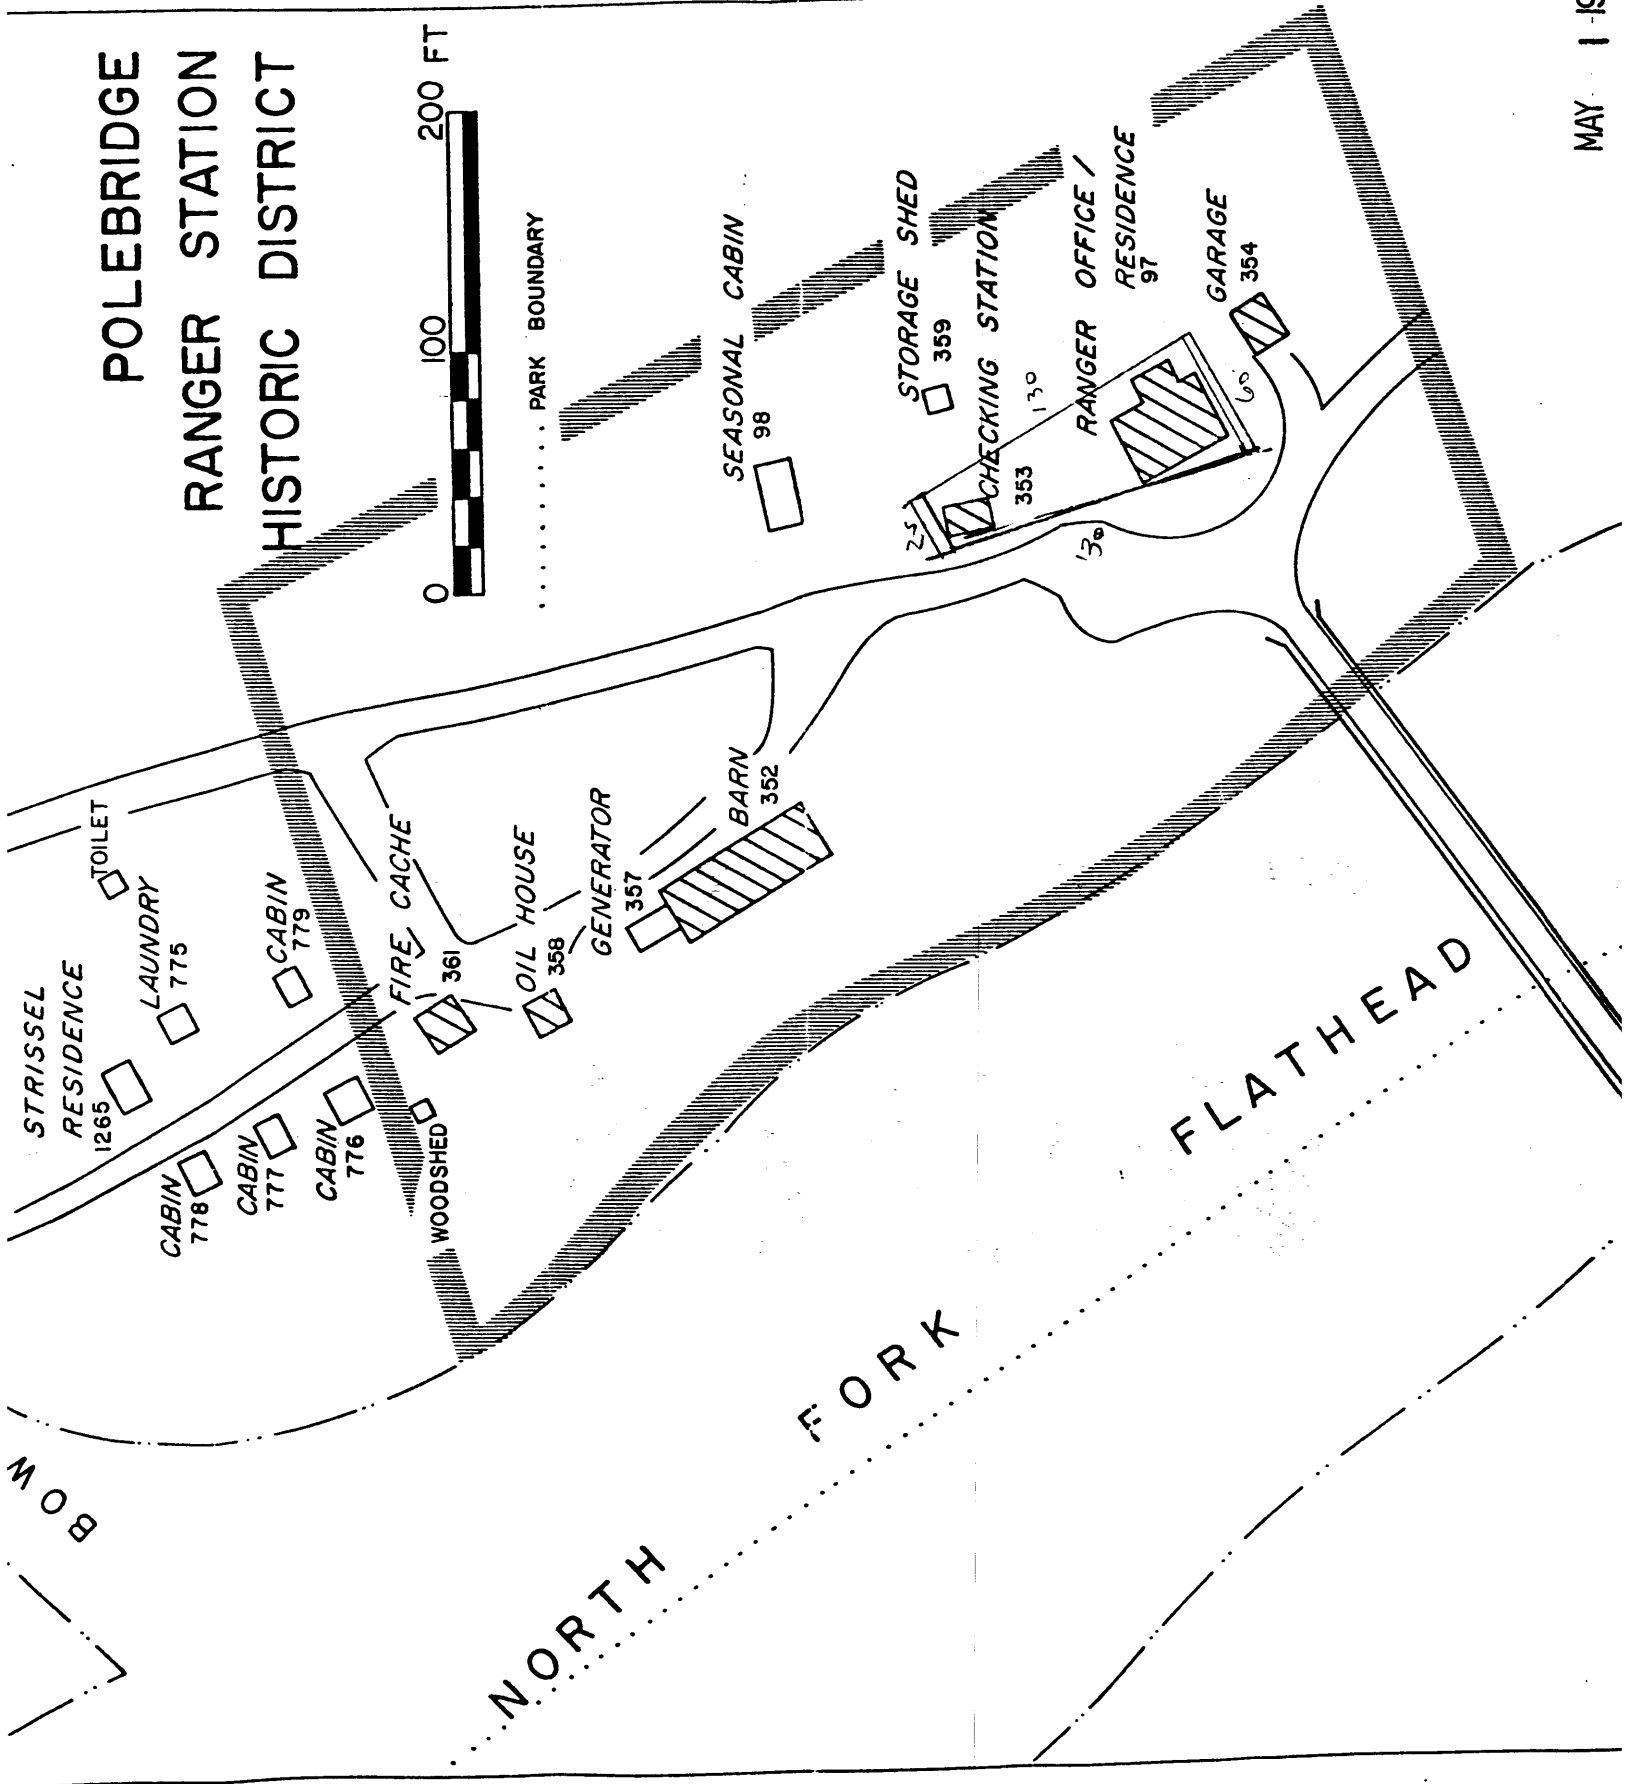 POLEBRIDGE
RANGER STATION
HISTORIC DISTRICT
0 100 200 FT
PARK BOUNDARY
STRISSEL
RESIDENCE
1265
TOILET
LAUNDRY
775
CABIN
779
CABIN
778
CABIN
777
CABIN
776
WOODSHED
FIRE CACHE
361
OIL HOUSE
358
GENERATOR
357
BARN
352
SEASONAL CABIN
98
STORAGE SHED
359
CHECKING STATION
353
RANGER OFFICE /
RESIDENCE
97
GARAGE
354
25
130
130
60
BOW
NORTH FORK FLATHEAD
MAY 1